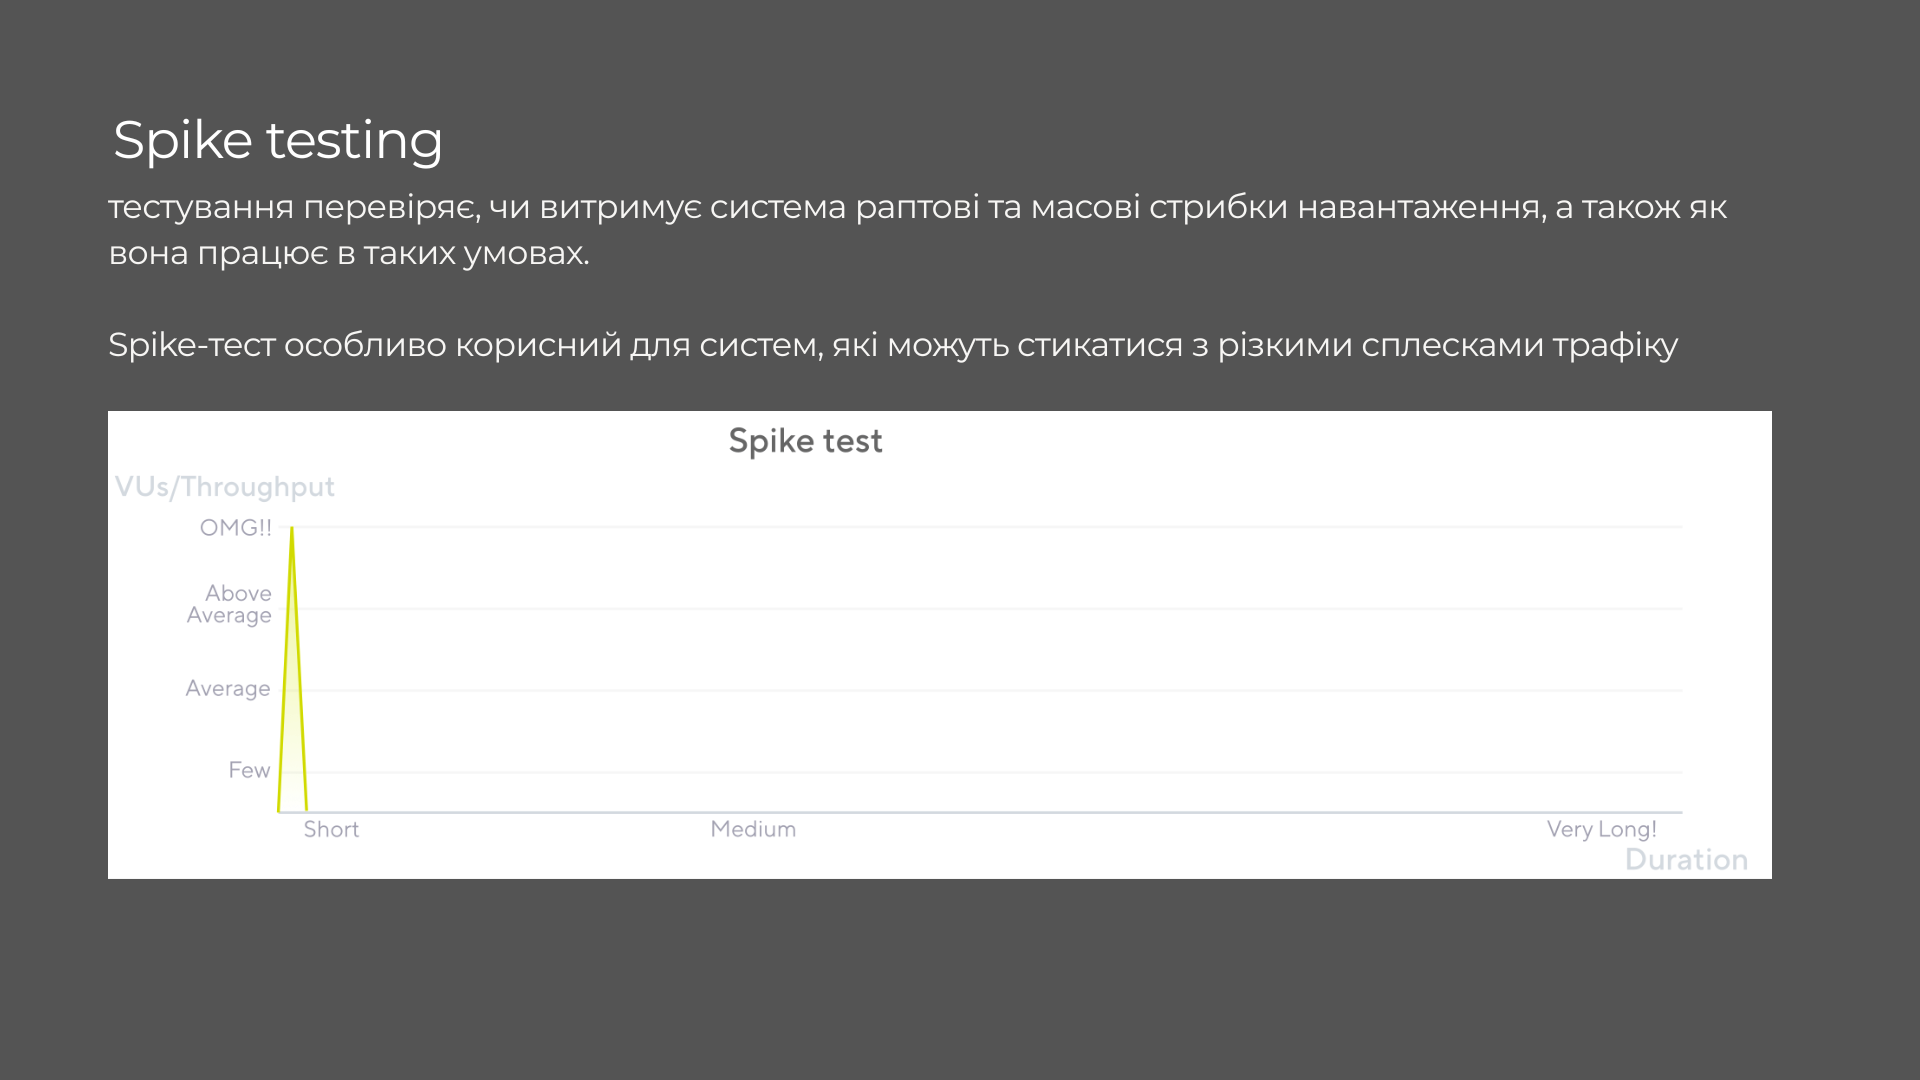 Spike testing
тестування перевіряє, чи витримує система раптові та масові стрибки навантаження, а також як
вона працює в таких умовах.
Spike-тест особливо корисний для систем, які можуть стикатися з різкими сплесками трафіку
Spike test
VUs/Throughput
OMG!!
Above
Average
Average
Few
Short
Medium
Very Long!
Duration